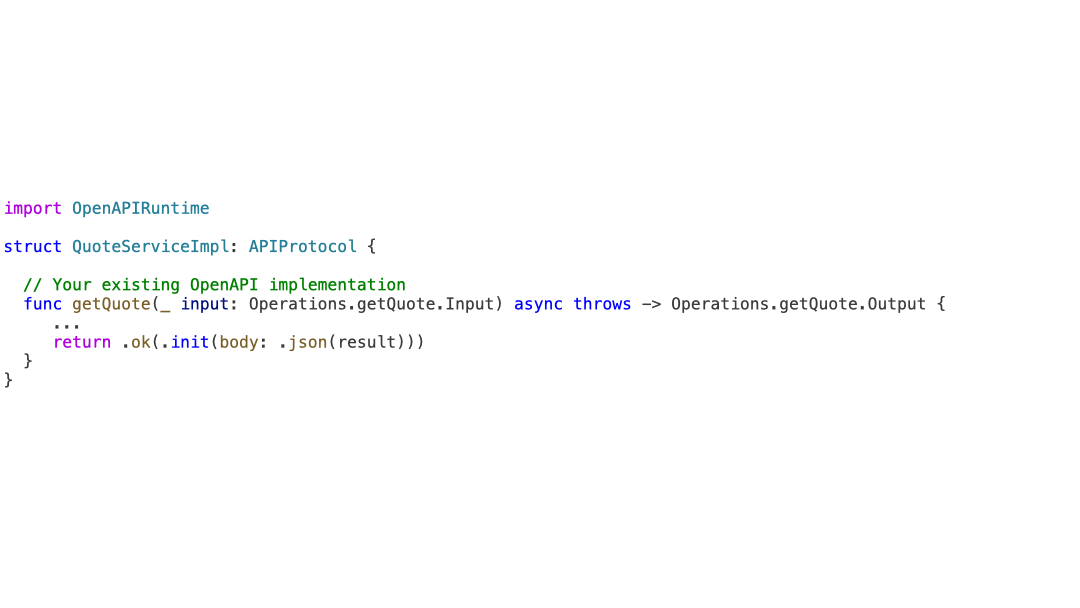 import OpenAPIRuntime
struct QuoteServiceImpl: APIProtocol {
// Your existing OpenAPI implementation
func getQuote(_ input: Operations.getQuote.Input) async throws -> Operations.getQuote.Output {
...
return .ok(.init(body: .json(result)))
}
}